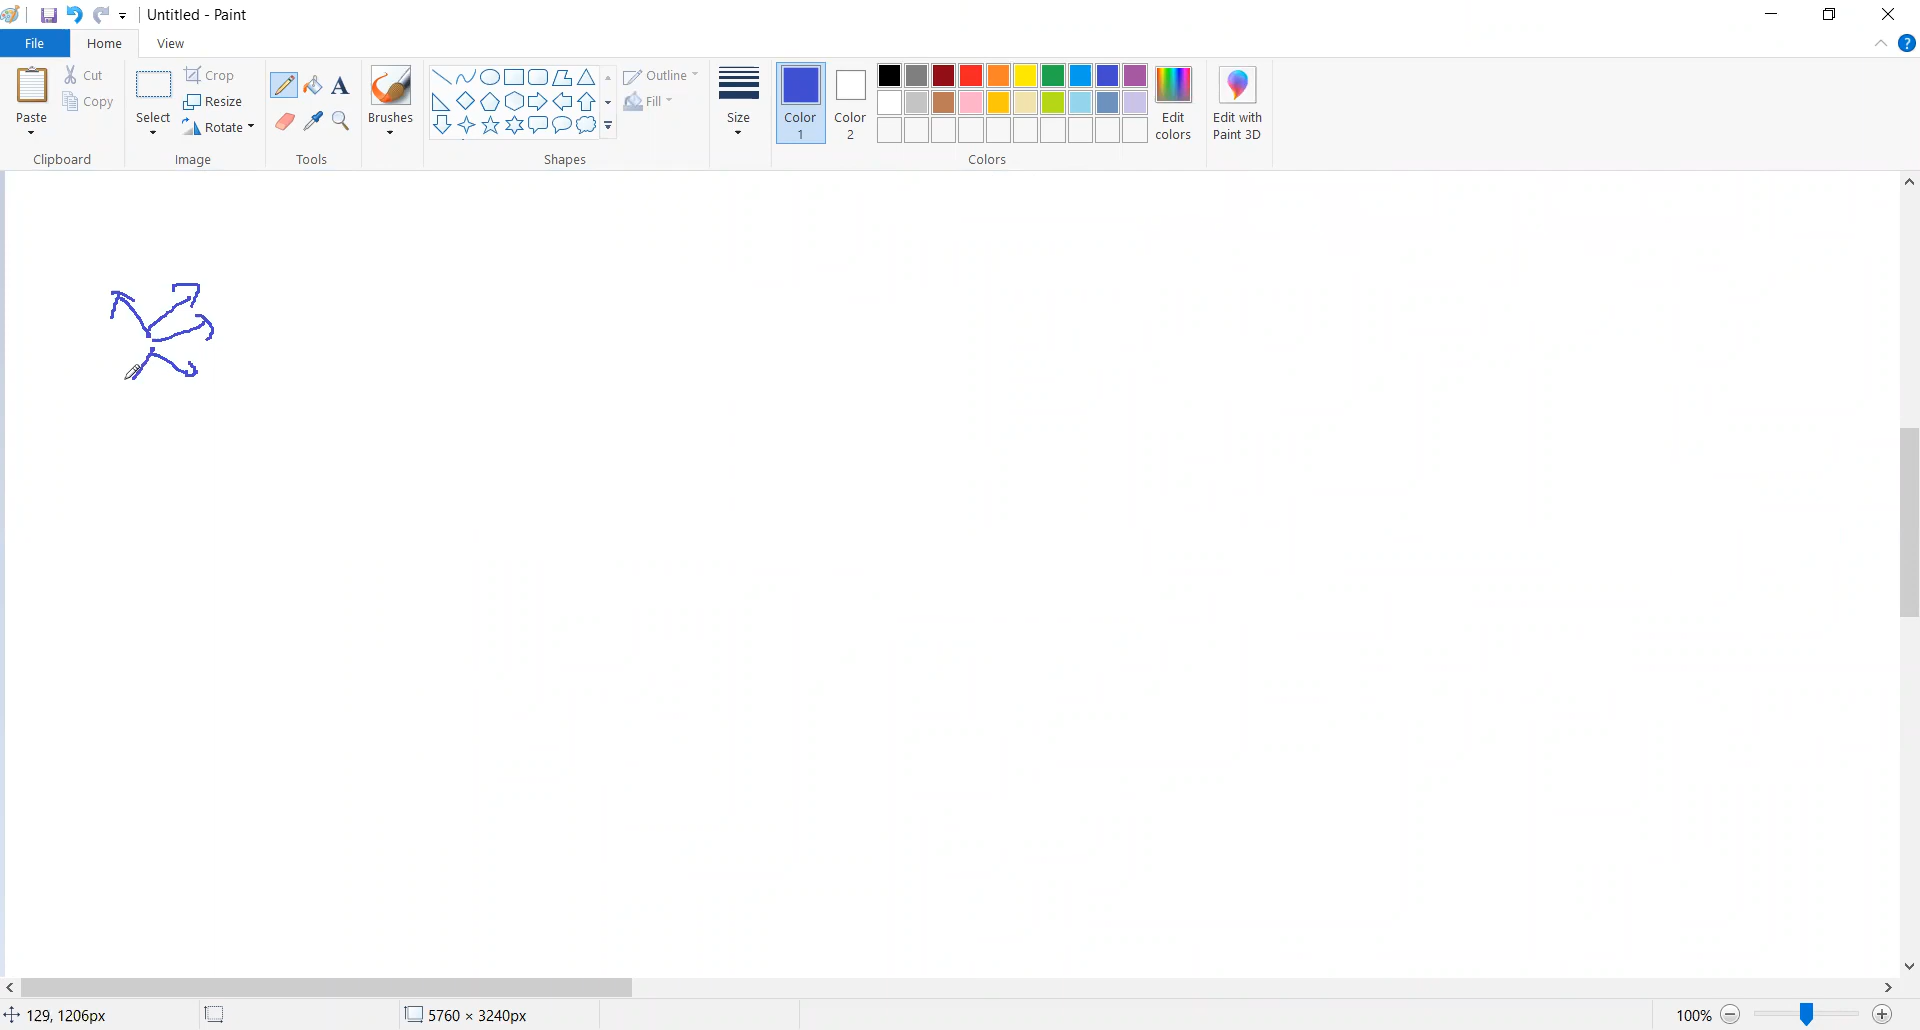 Untitled - Paint
File Home View
?
Paste
Cut
Copy
Clipboard
Select
Crop
Resize
Rotate
Image
A
Tools
Brushes
Outline
Fill
Shapes
Size
Color
1
Color
2
Edit
colors
Colors
Edit with
Paint 3D
129, 1206px
5760 × 3240px
100%